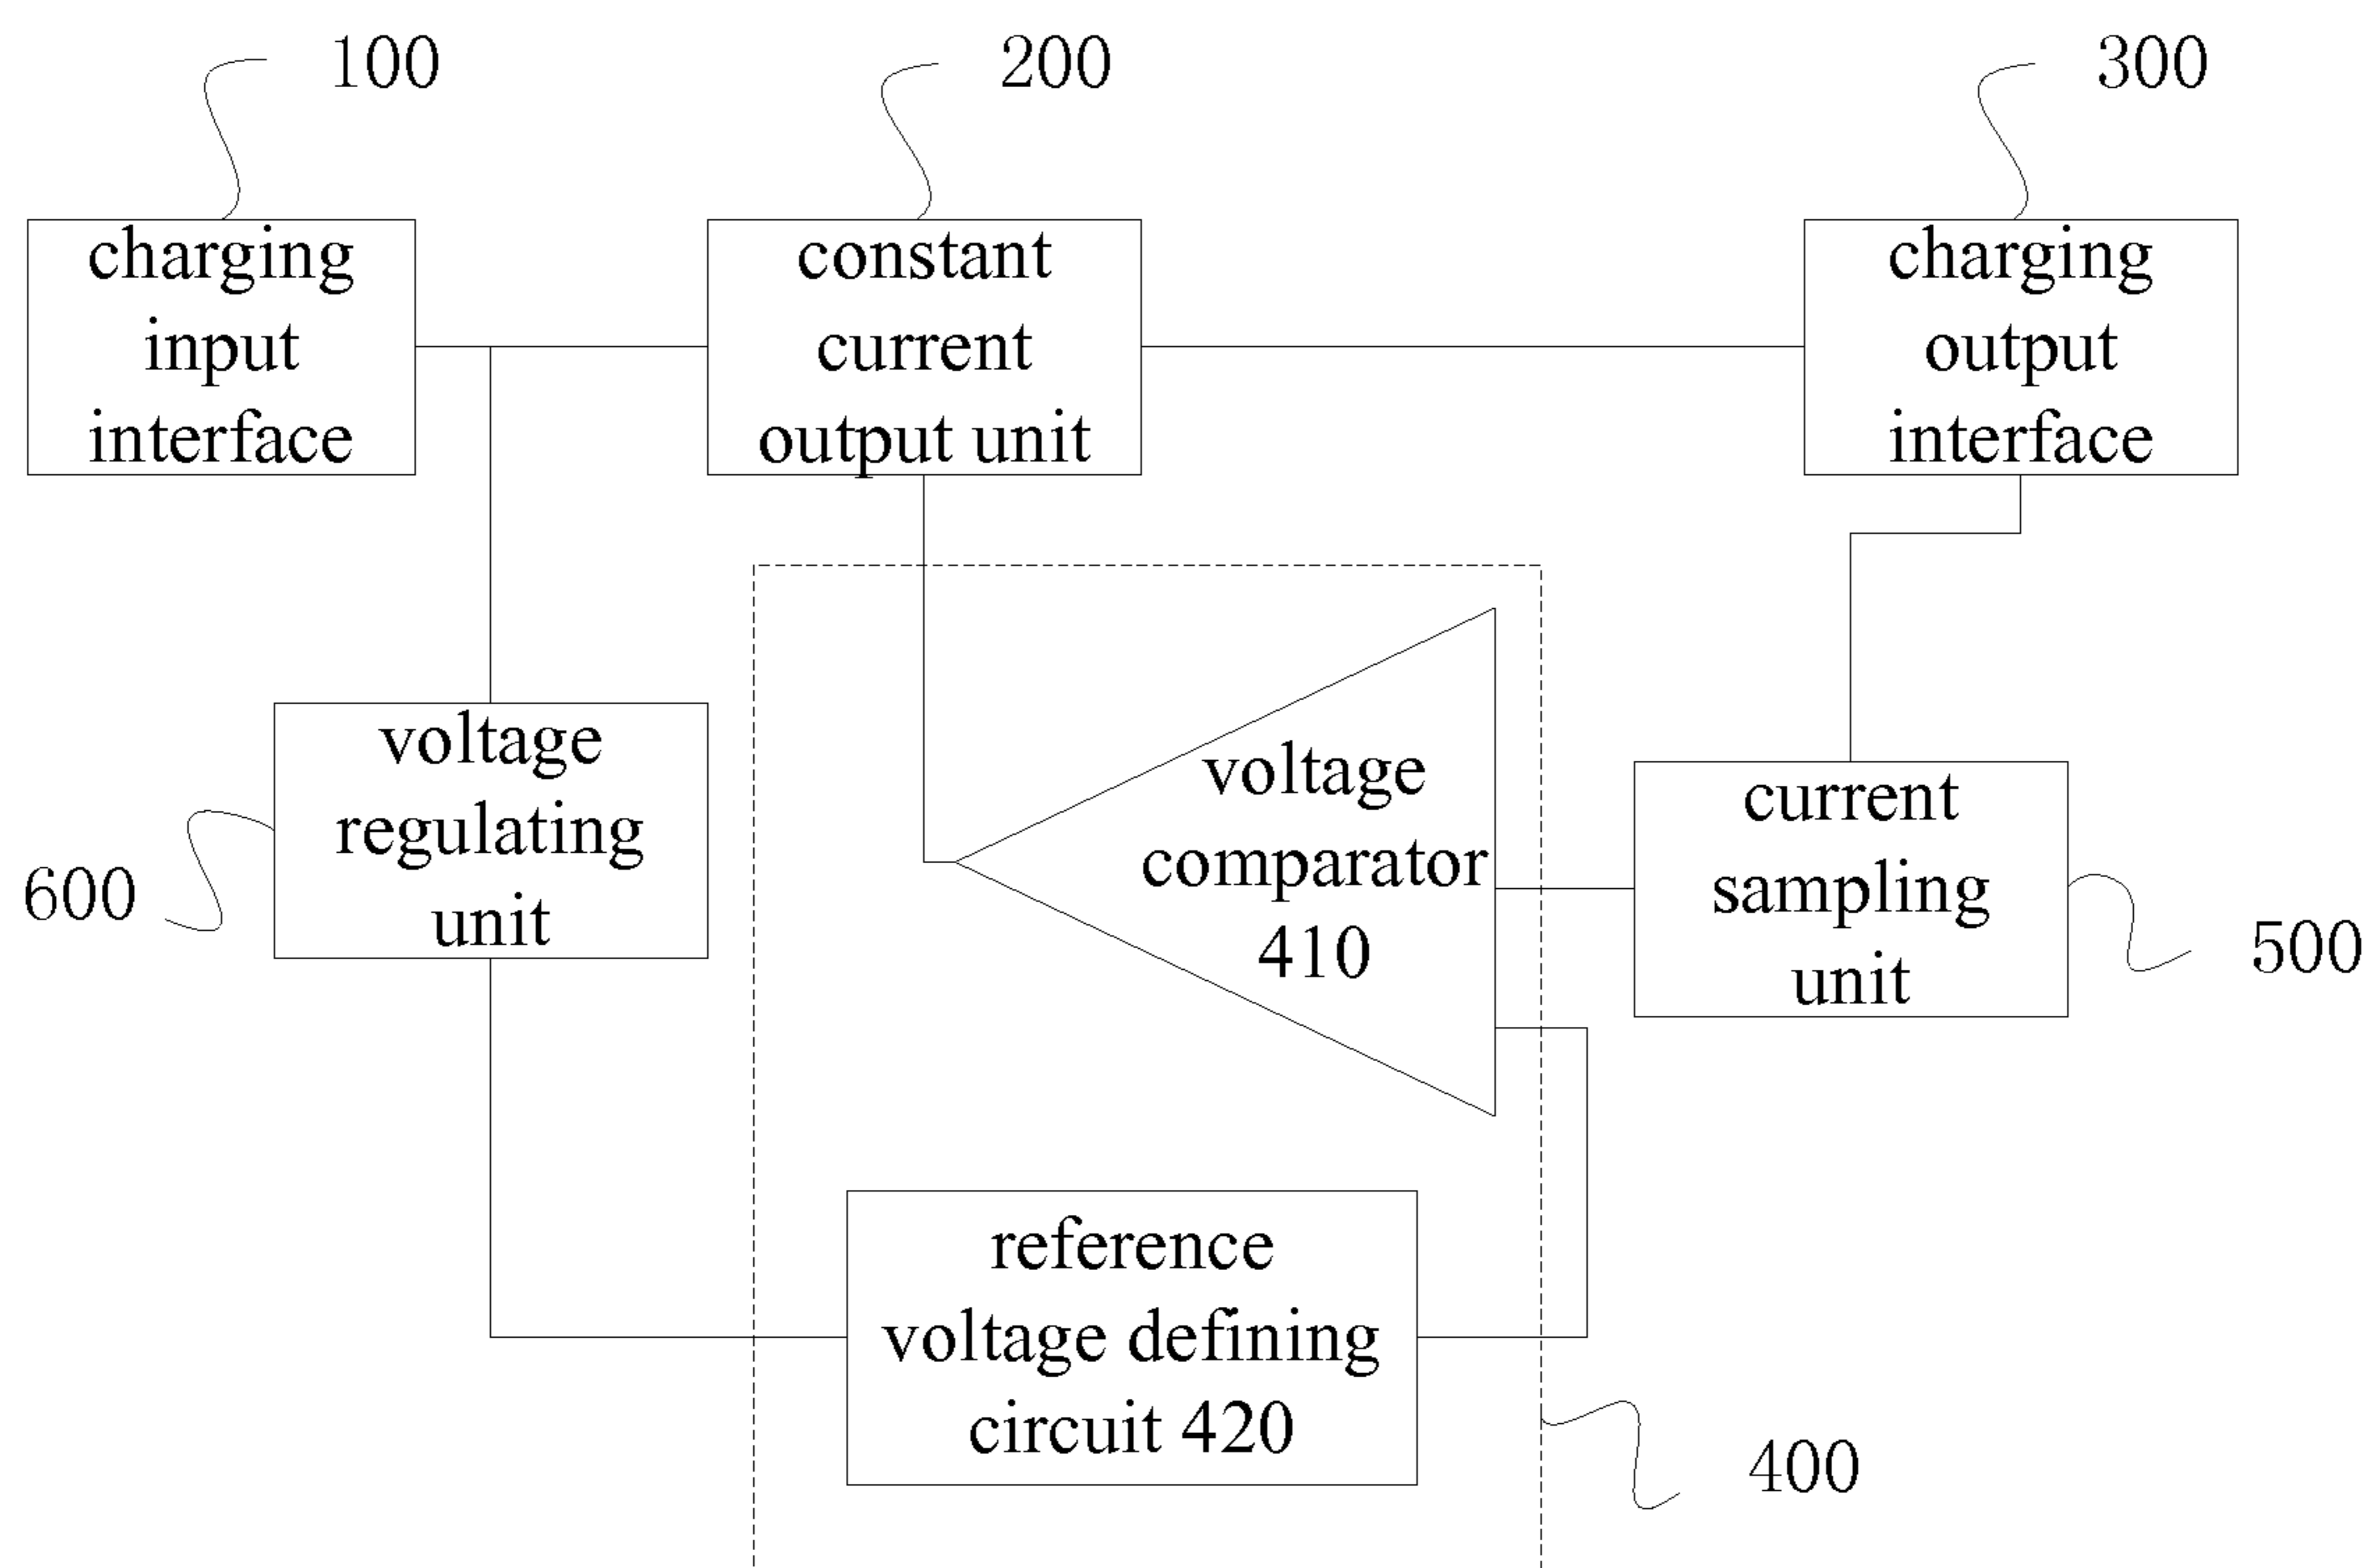 100
200
300
charging
input
interface
constant
current
output unit
charging
output
interface
voltage
regulating
unit
600
voltage
comparator
410
current
sampling
unit
500
reference
voltage defining
circuit 420
400